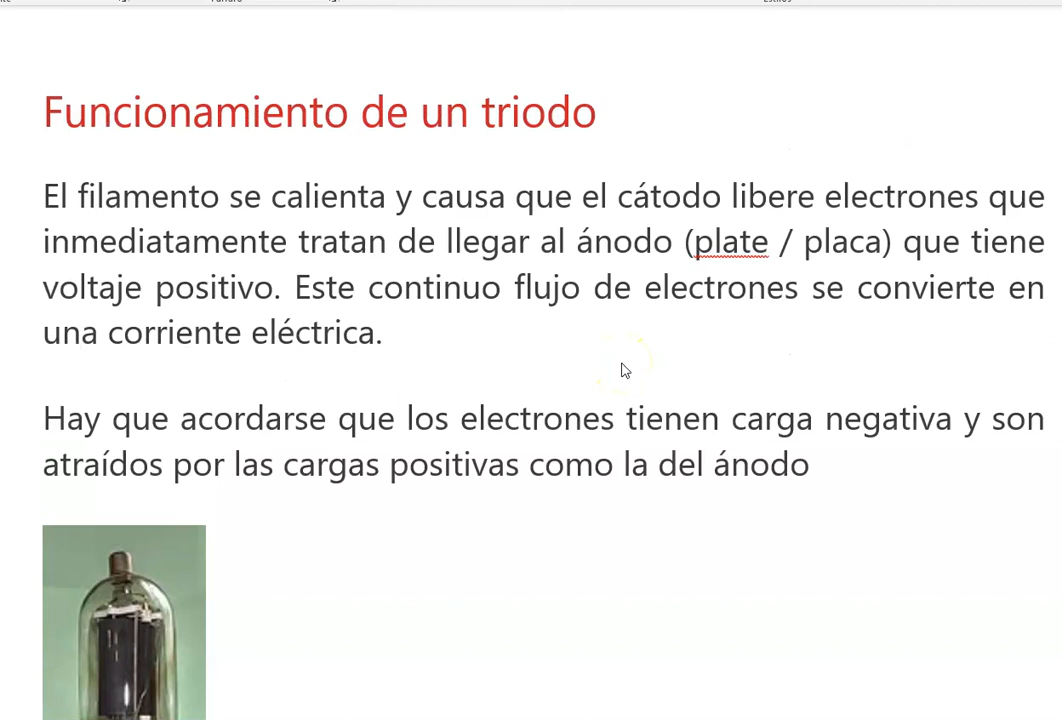 Funcionamiento de un triodo
El filamento se calienta y causa que el cátodo libere electrones que
inmediatamente tratan de llegar al ánodo (plate / placa) que tiene
voltaje positivo. Este continuo flujo de electrones se convierte en
una corriente eléctrica.
Hay que acordarse que los electrones tienen carga negativa y son
atraídos por las cargas positivas como la del ánodo